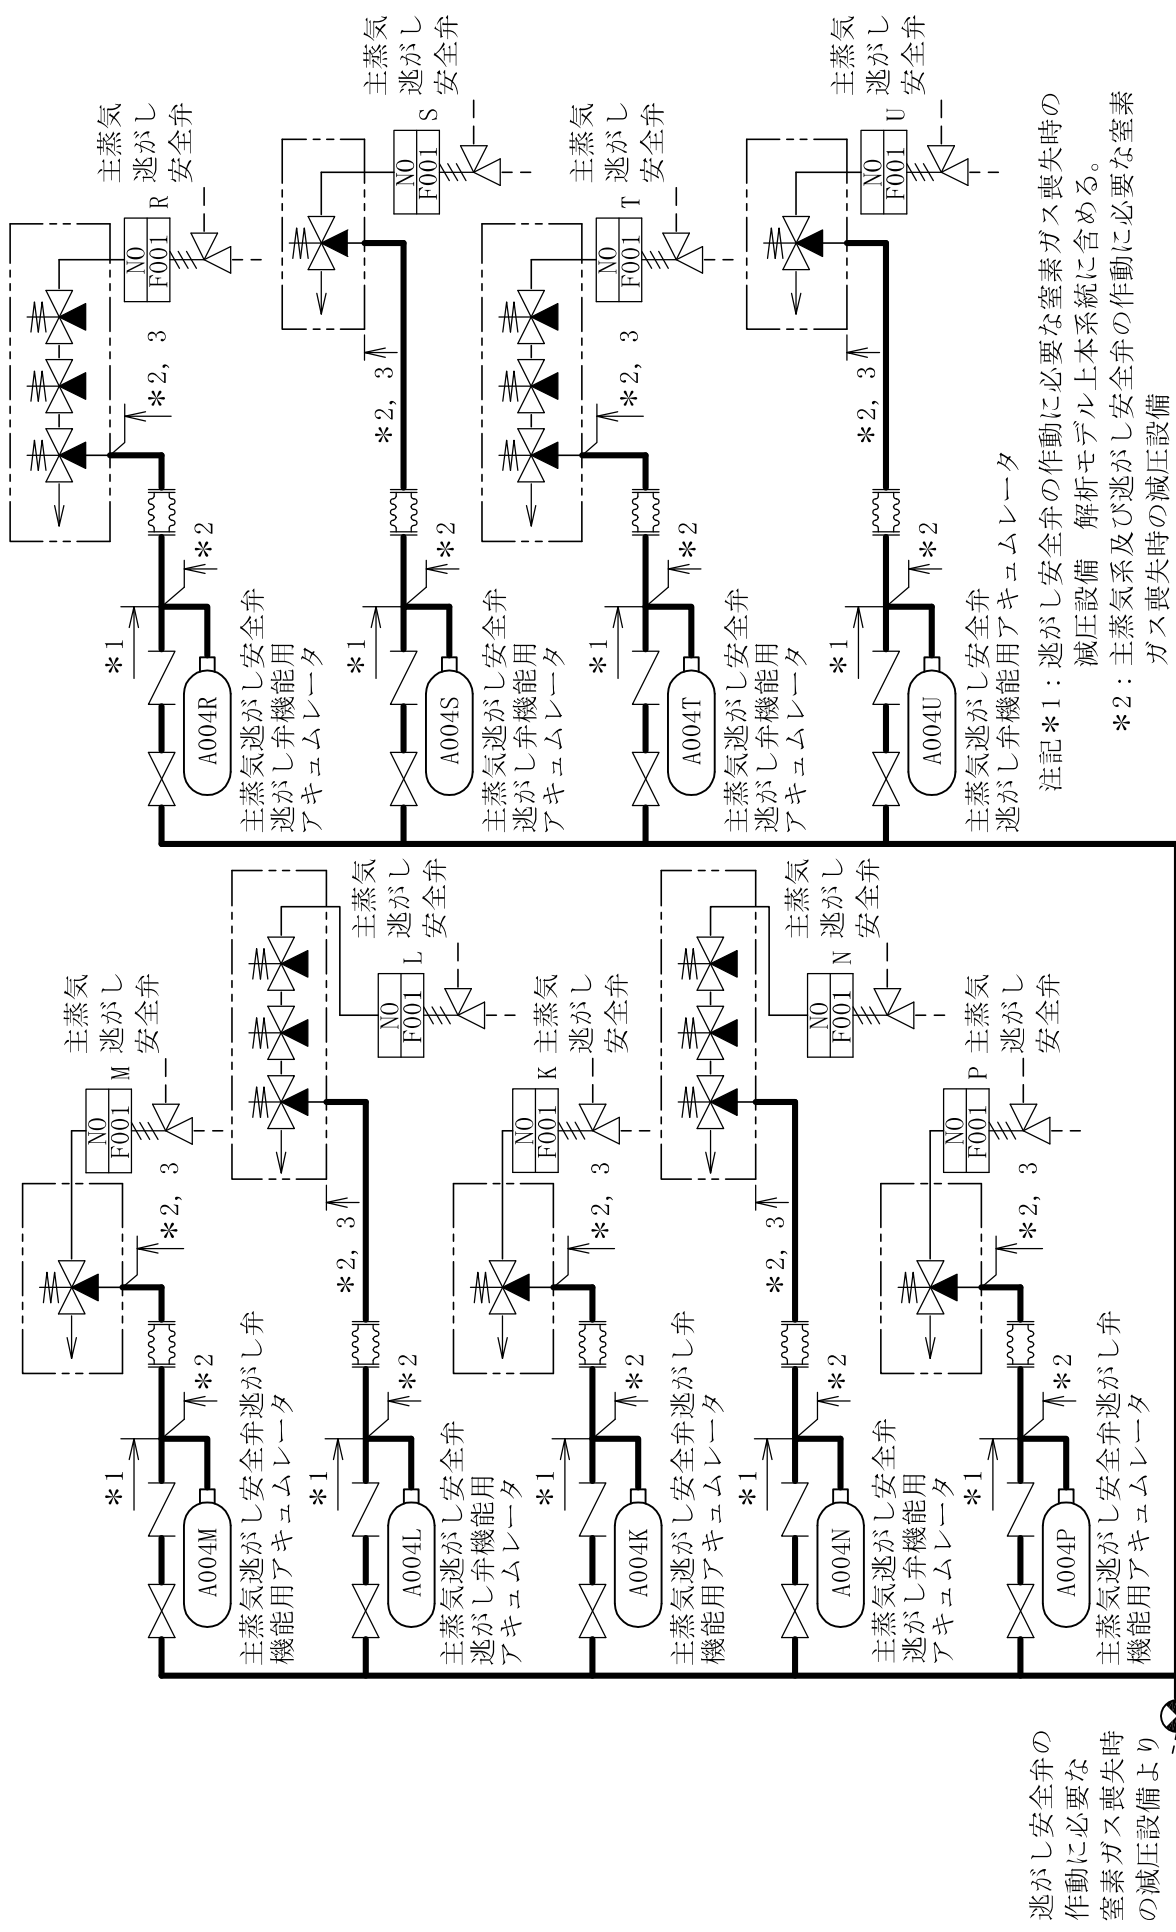 主蒸気
逃がし
安全弁
NO
F001
M
*2, 3
*1
*2
A004M
主蒸気逃がし安全弁逃がし弁
機能用アキュムレータ
主蒸気
逃がし
安全弁
NO
F001
L
*2, 3
*1
*2
A004L
主蒸気逃がし安全弁
逃がし弁機能用
アキュムレータ
主蒸気
逃がし
安全弁
NO
F001
K
*2, 3
*1
*2
A004K
主蒸気逃がし安全弁逃がし弁
機能用アキュムレータ
主蒸気
逃がし
安全弁
NO
F001
N
*2, 3
*1
*2
A004N
主蒸気逃がし安全弁
逃がし弁機能用
アキュムレータ
主蒸気
逃がし
安全弁
NO
F001
P
*2, 3
*1
*2
A004P
主蒸気逃がし安全弁逃がし弁
機能用アキュムレータ
逃がし安全弁の
作動に必要な
窒素ガス喪失時
の減圧設備より
主蒸気
逃がし
安全弁
NO
F001
R
*2, 3
*1
*2
A004R
主蒸気逃がし安全弁
逃がし弁機能用
アキュムレータ
主蒸気
逃がし
安全弁
NO
F001
S
*2, 3
*1
*2
A004S
主蒸気逃がし安全弁
逃がし弁機能用
アキュムレータ
主蒸気
逃がし
安全弁
NO
F001
T
*2, 3
*1
*2
A004T
主蒸気逃がし安全弁
逃がし弁機能用
アキュムレータ
主蒸気
逃がし
安全弁
NO
F001
U
*2, 3
*1
*2
A004U
主蒸気逃がし安全弁
逃がし弁機能用アキュムレータ
注記*1：逃がし安全弁の作動に必要な窒素ガス喪失時の
減圧設備 解析モデル上本系統に含める。
*2：主蒸気系及び逃がし安全弁の作動に必要な窒素
ガス喪失時の減圧設備